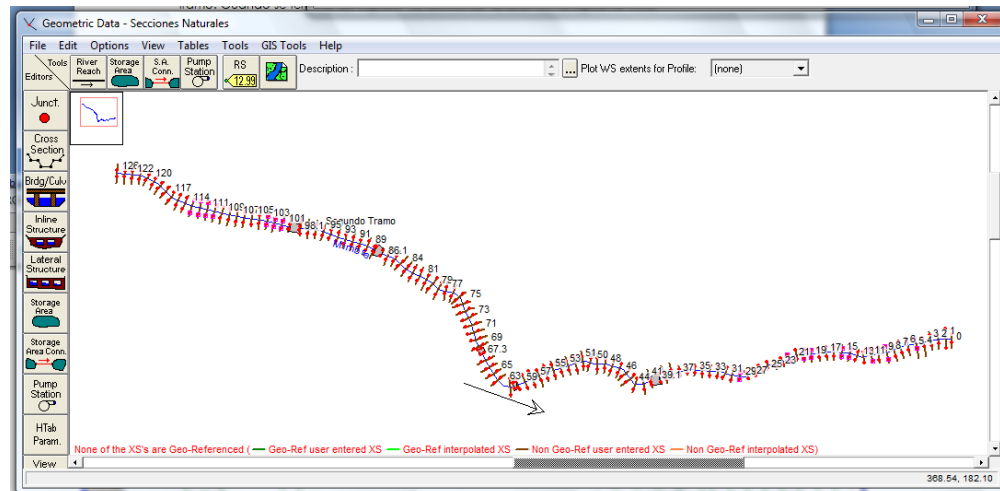 Geometric Data - Secciones Naturales
File Edit Options View Tables Tools GIS Tools Help
Tools
Editors
River Reach
Storage Area
S.A. Conn.
Pump Station
RS
12.99
Description :
...
Plot WS extents for Profile:
(none)
Junct.
Cross Section
Brdg/Culv
Inline Structure
Lateral Structure
Storage Area
Storage Area Conn.
Pump Station
HTab Param.
View
122 120 117 114 111 109 107 105 103 101 98.1 95 93 91 89 86.1 84 81 79 77 75 73 71 69 67.3 65 63 59 57 55 53 51 50 48 46 44 41 39.1 37 35 33 31 29 27 25 23 21 19 17 15 13 11 9.8 7.6 5.4 3.2.1 0
Segundo Tramo
None of the XS's are Geo-Referenced ( Geo-Ref user entered XS Geo-Ref interpolated XS Non Geo-Ref user entered XS Non Geo-Ref interpolated XS)
368.54, 182.10